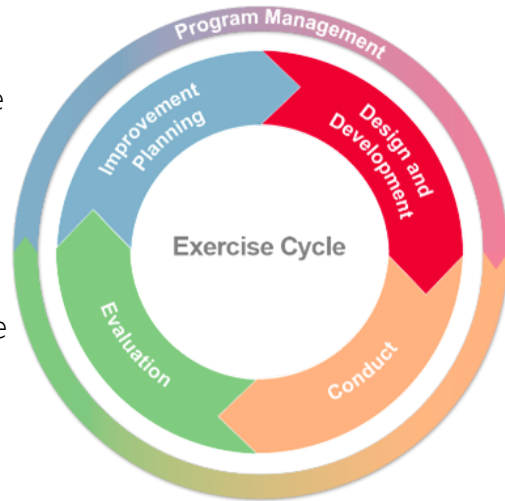 Program Management
e
Improvement
Planning
Design and
Development
Exercise Cycle
e
Evaluation
Conduct